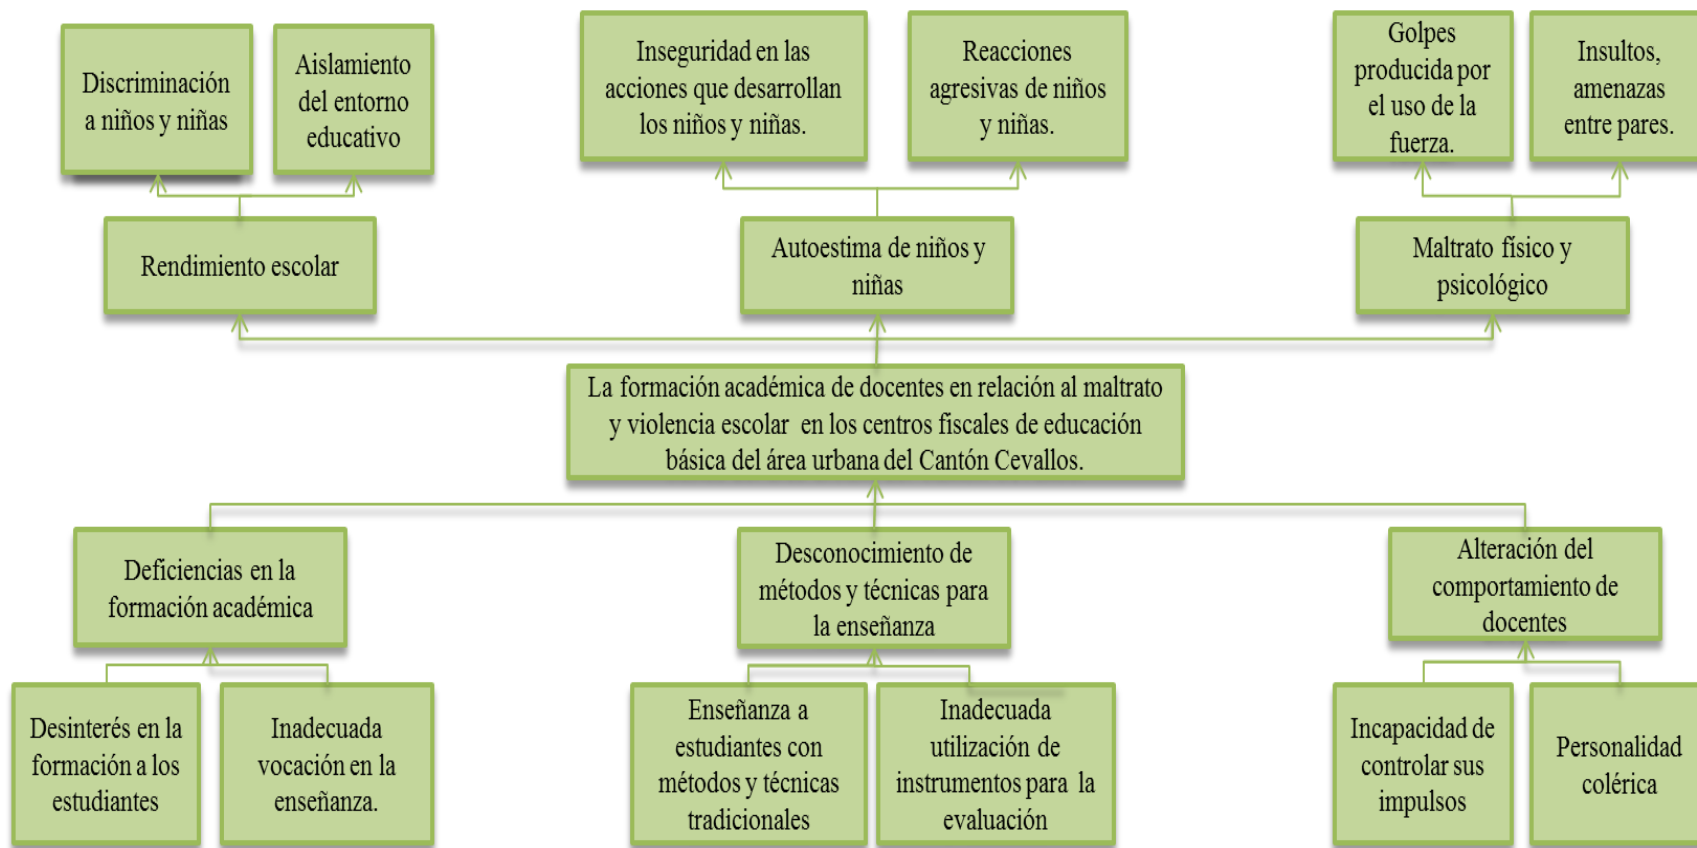 Discriminación
a niños y niñas
Aislamiento
del entorno
educativo
Inseguridad en las
acciones que desarrollan
los niños y niñas.
Reacciones
agresivas de niños
y niñas.
Golpes
producida por
el uso de la
fuerza.
Insultos,
amenazas
entre pares.
Rendimiento escolar
Autoestima de niños y
niñas
Maltrato físico y
psicológico
La formación académica de docentes en relación al maltrato
y violencia escolar en los centros fiscales de educación
básica del área urbana del Cantón Cevallos.
Deficiencias en la
formación académica
Desconocimiento de
métodos y técnicas para
la enseñanza
Alteración del
comportamiento de
docentes
Desinterés en la
formación a los
estudiantes
Inadecuada
vocación en la
enseñanza.
Enseñanza a
estudiantes con
métodos y técnicas
tradicionales
Inadecuada
utilización de
instrumentos para la
evaluación
Incapacidad de
controlar sus
impulsos
Personalidad
colérica